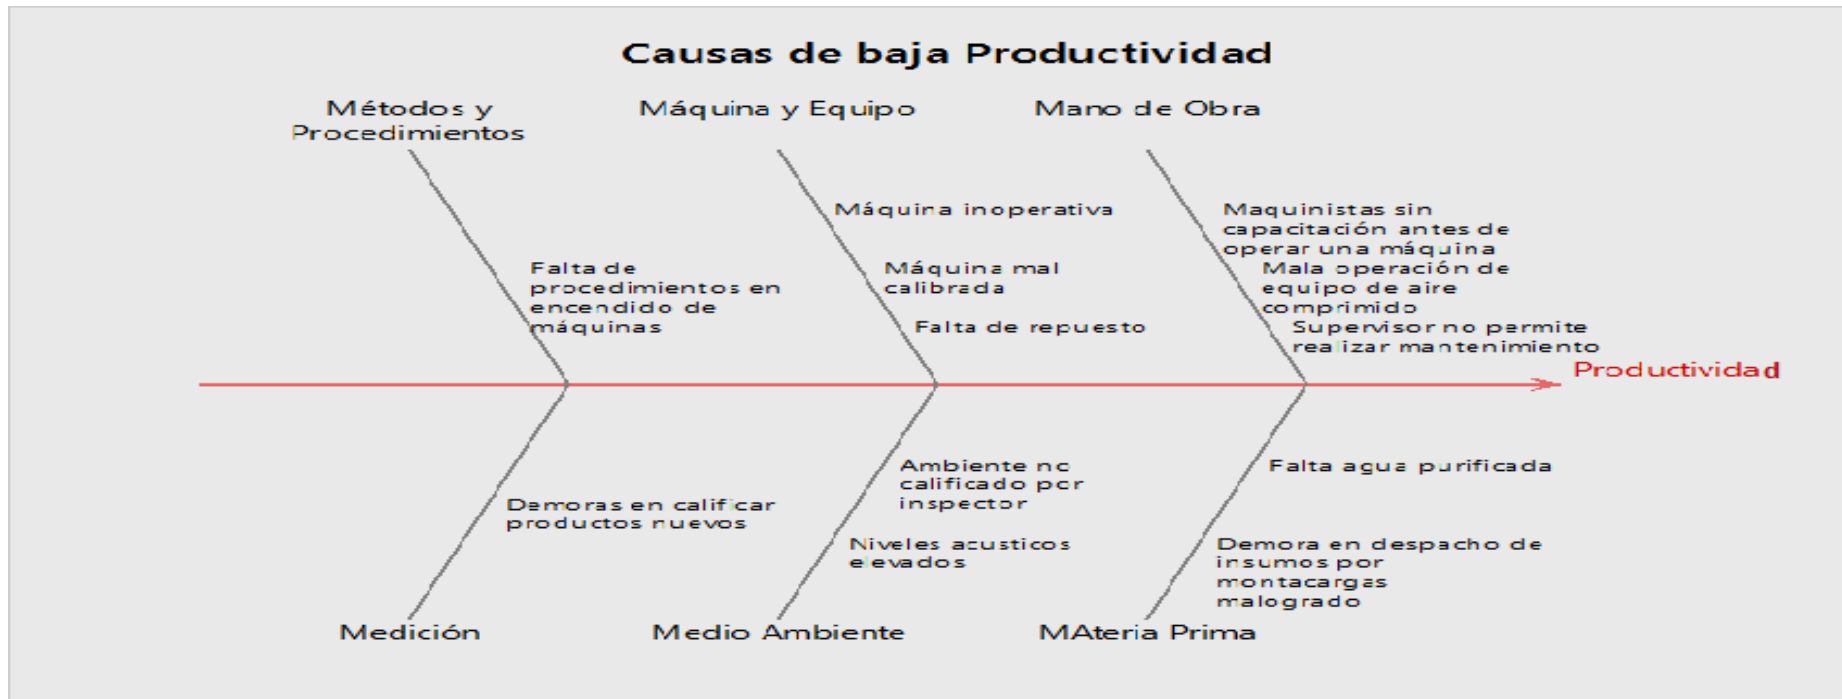 Causas de baja Productividad
Métodos y
Procedimientos
Máquina y Equipo
Mano de Obra
Falta de
procedimientos en
encendido de
máquinas
Máquina inoperativa
Máquina mal
calibrada
Falta de repuesto
Maquinistas sin
capacitación antes de
operar una máquina
Mala operación de
equipo de aire
comprimido
Supervisor no permite
realizar mantenimiento
Productividad
Demoras en calificar
productos nuevos
Ambiente no
calificado por
inspector
Niveles acusticos
elevados
Falta agua purificada
Demora en despacho de
insumos por
montacargas
malogrado
Medición
Medio Ambiente
MAteria Prima